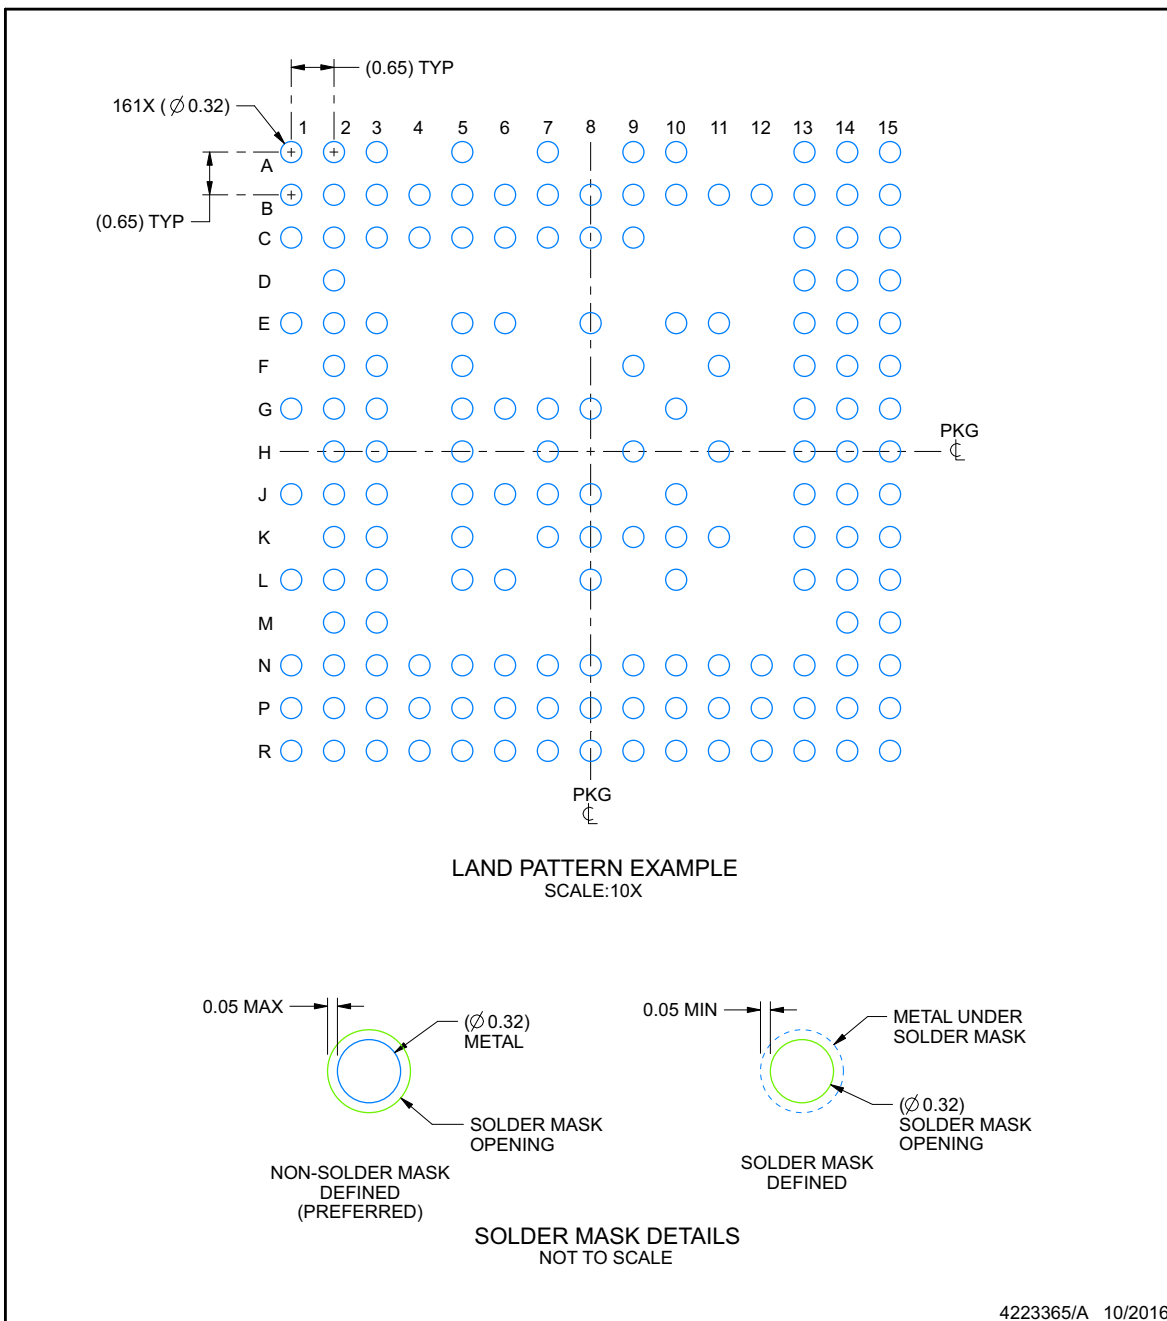 (0.65) TYP
161X ( ∅ 0.32)
1 2 3 4 5 6 7 8 9 10 11 12 13 14 15
A
B
(0.65) TYP
C
D
E
F
G
PKG
H
J
K
L
M
N
P
R
PKG
LAND PATTERN EXAMPLE
SCALE:10X
0.05 MAX
(∅ 0.32)
METAL
SOLDER MASK
OPENING
NON-SOLDER MASK
DEFINED
(PREFERRED)
0.05 MIN
METAL UNDER
SOLDER MASK
(∅ 0.32)
SOLDER MASK
OPENING
SOLDER MASK
DEFINED
SOLDER MASK DETAILS
NOT TO SCALE
4223365/A 10/2016